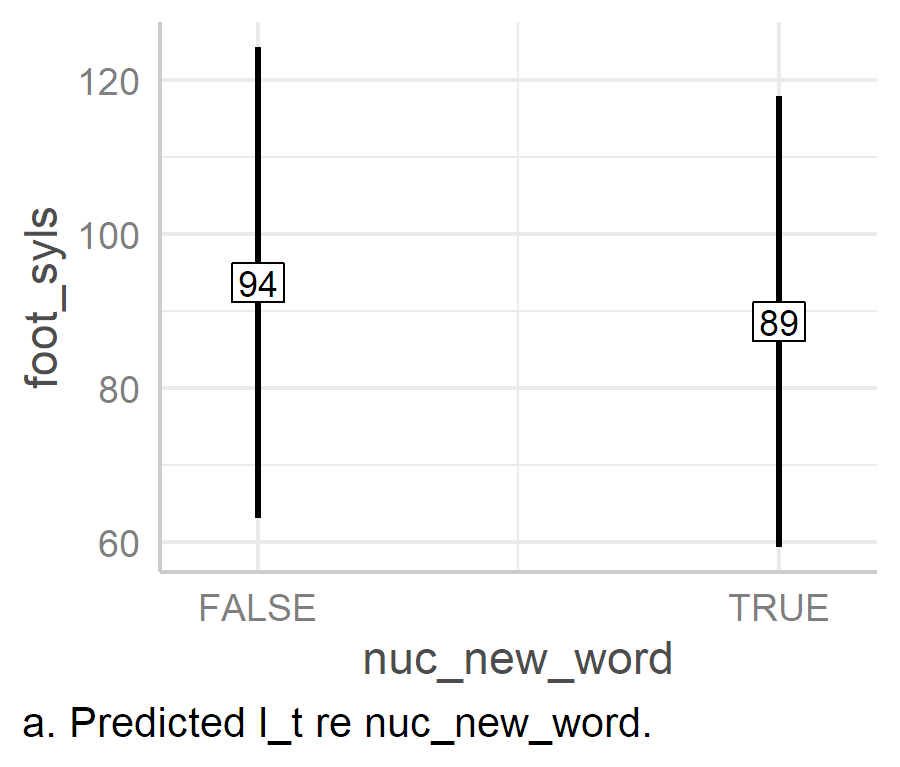 120
100
80
60
foot_syls
94
89
FALSE
TRUE
nuc_new_word
a. Predicted l_t re nuc_new_word.